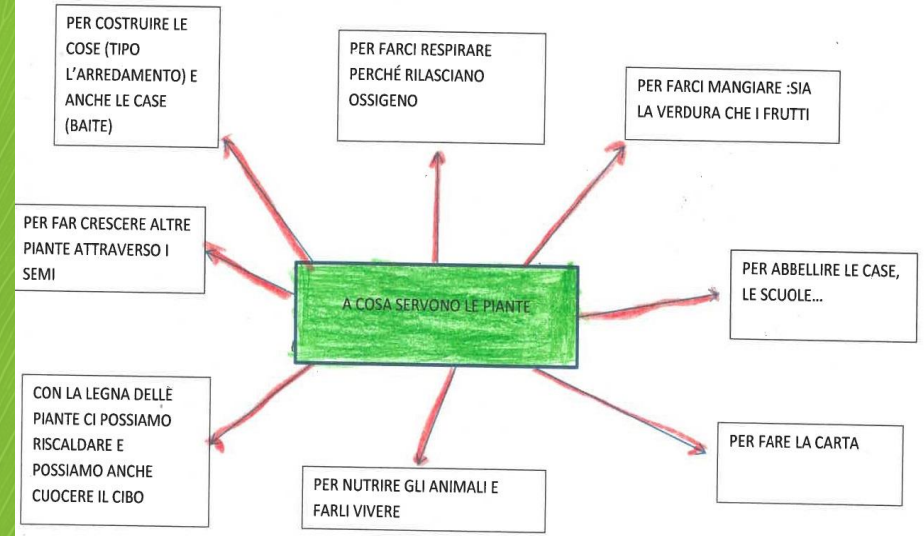 PER COSTRUIRE LE
COSE (TIPO
L'ARREDAMENTO) E
ANCHE LE CASE
(BAITE)
PER FARCI RESPIRARE
PERCHÉ RILASCIANO
OSSIGENO
PER FARCI MANGIARE :SIA
LA VERDURA CHE I FRUTTI
PER FAR CRESCERE ALTRE
PIANTE ATTRAVERSO I
SEMI
A COSA SERVONO LE PIANTE
PER ABBELLIRE LE CASE,
LE SCUOLE...
CON LA LEGNA DELLE
PIANTE CI POSSIAMO
RISCALDARE E
POSSIAMO ANCHE
CUOCERE IL CIBO
PER NUTRIRE GLI ANIMALI E
FARLI VIVERE
PER FARE LA CARTA